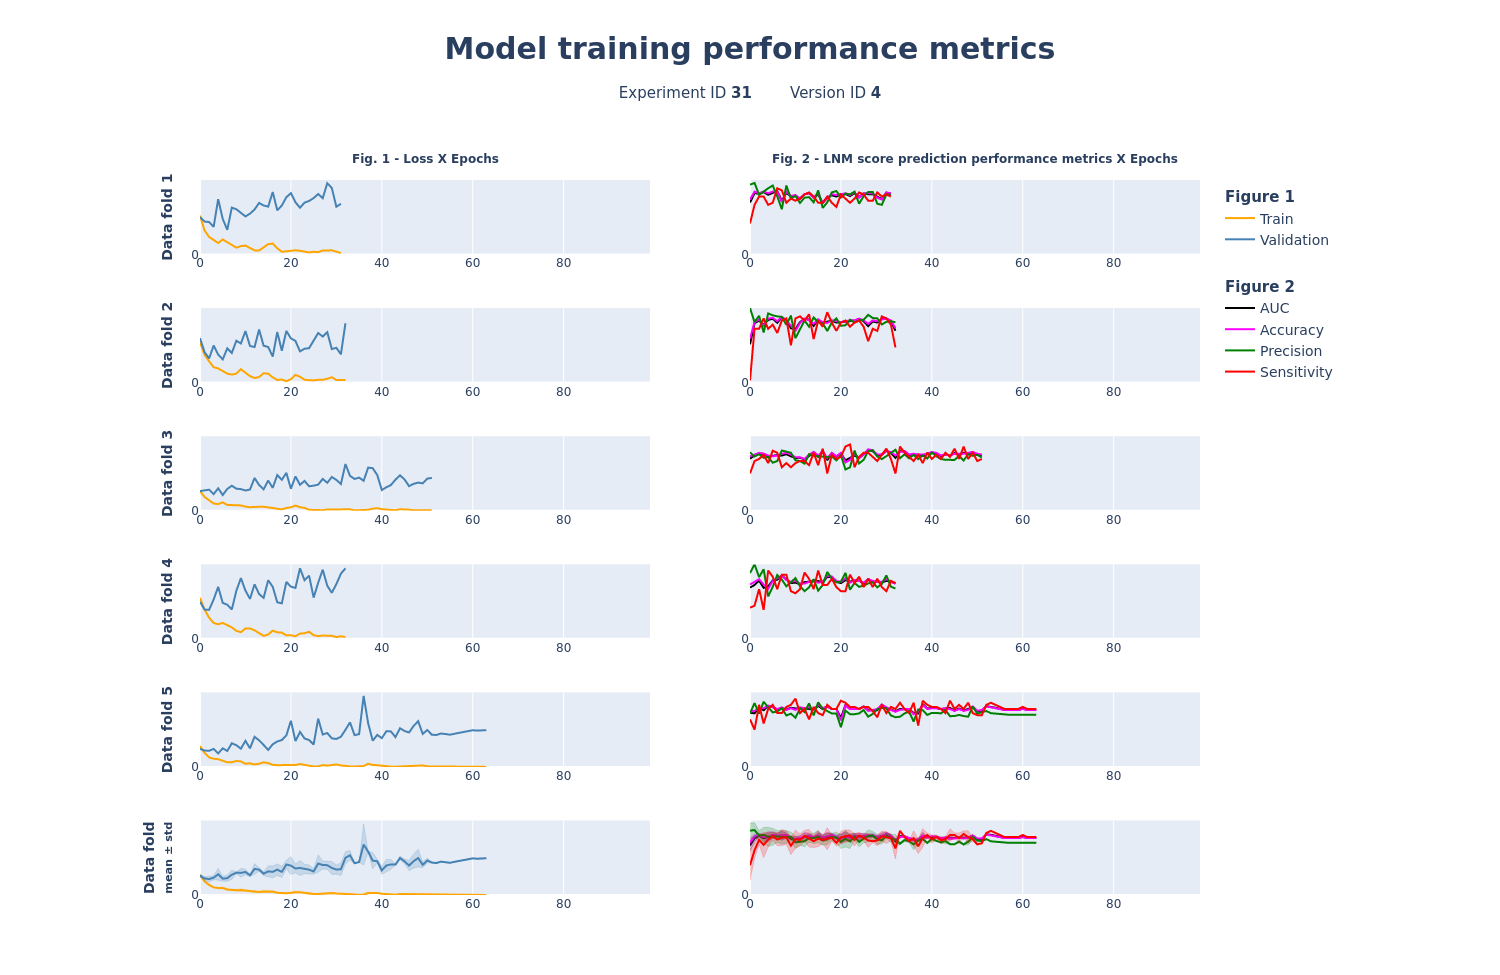 Model training performance metrics
Experiment ID 31 Version ID 4
Fig. 1 - Loss X Epochs
Fig. 2 - LNM score prediction performance metrics X Epochs
Data fold 1
0
0 20 40 60 80
0
0 20 40 60 80
Data fold 2
0
0 20 40 60 80
0
0 20 40 60 80
Data fold 3
0
0 20 40 60 80
0
0 20 40 60 80
Data fold 4
0
0 20 40 60 80
0
0 20 40 60 80
Data fold 5
0
0 20 40 60 80
0
0 20 40 60 80
Data fold
mean ± std
0
0 20 40 60 80
0
0 20 40 60 80
Figure 1
Train
Validation
Figure 2
AUC
Accuracy
Precision
Sensitivity